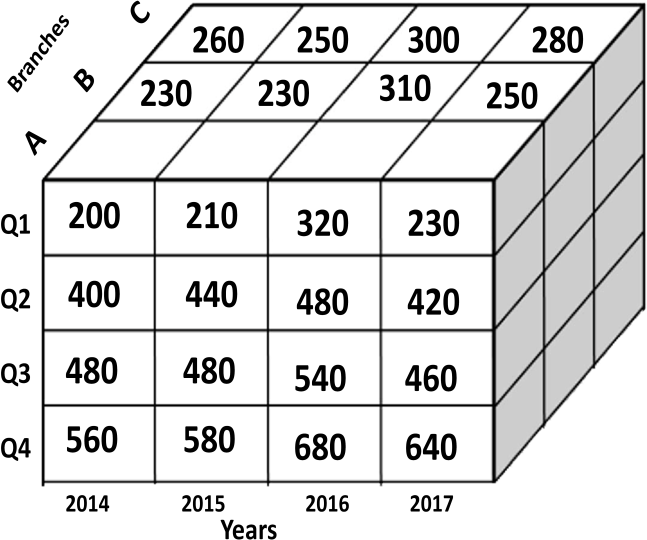 Branches
C
260 250 300 280
B
230 230 310 250
A
Q1 200 210 320 230
Q2 400 440 480 420
Q3 480 480 540 460
Q4 560 580 680 640
2014 2015 2016 2017
Years